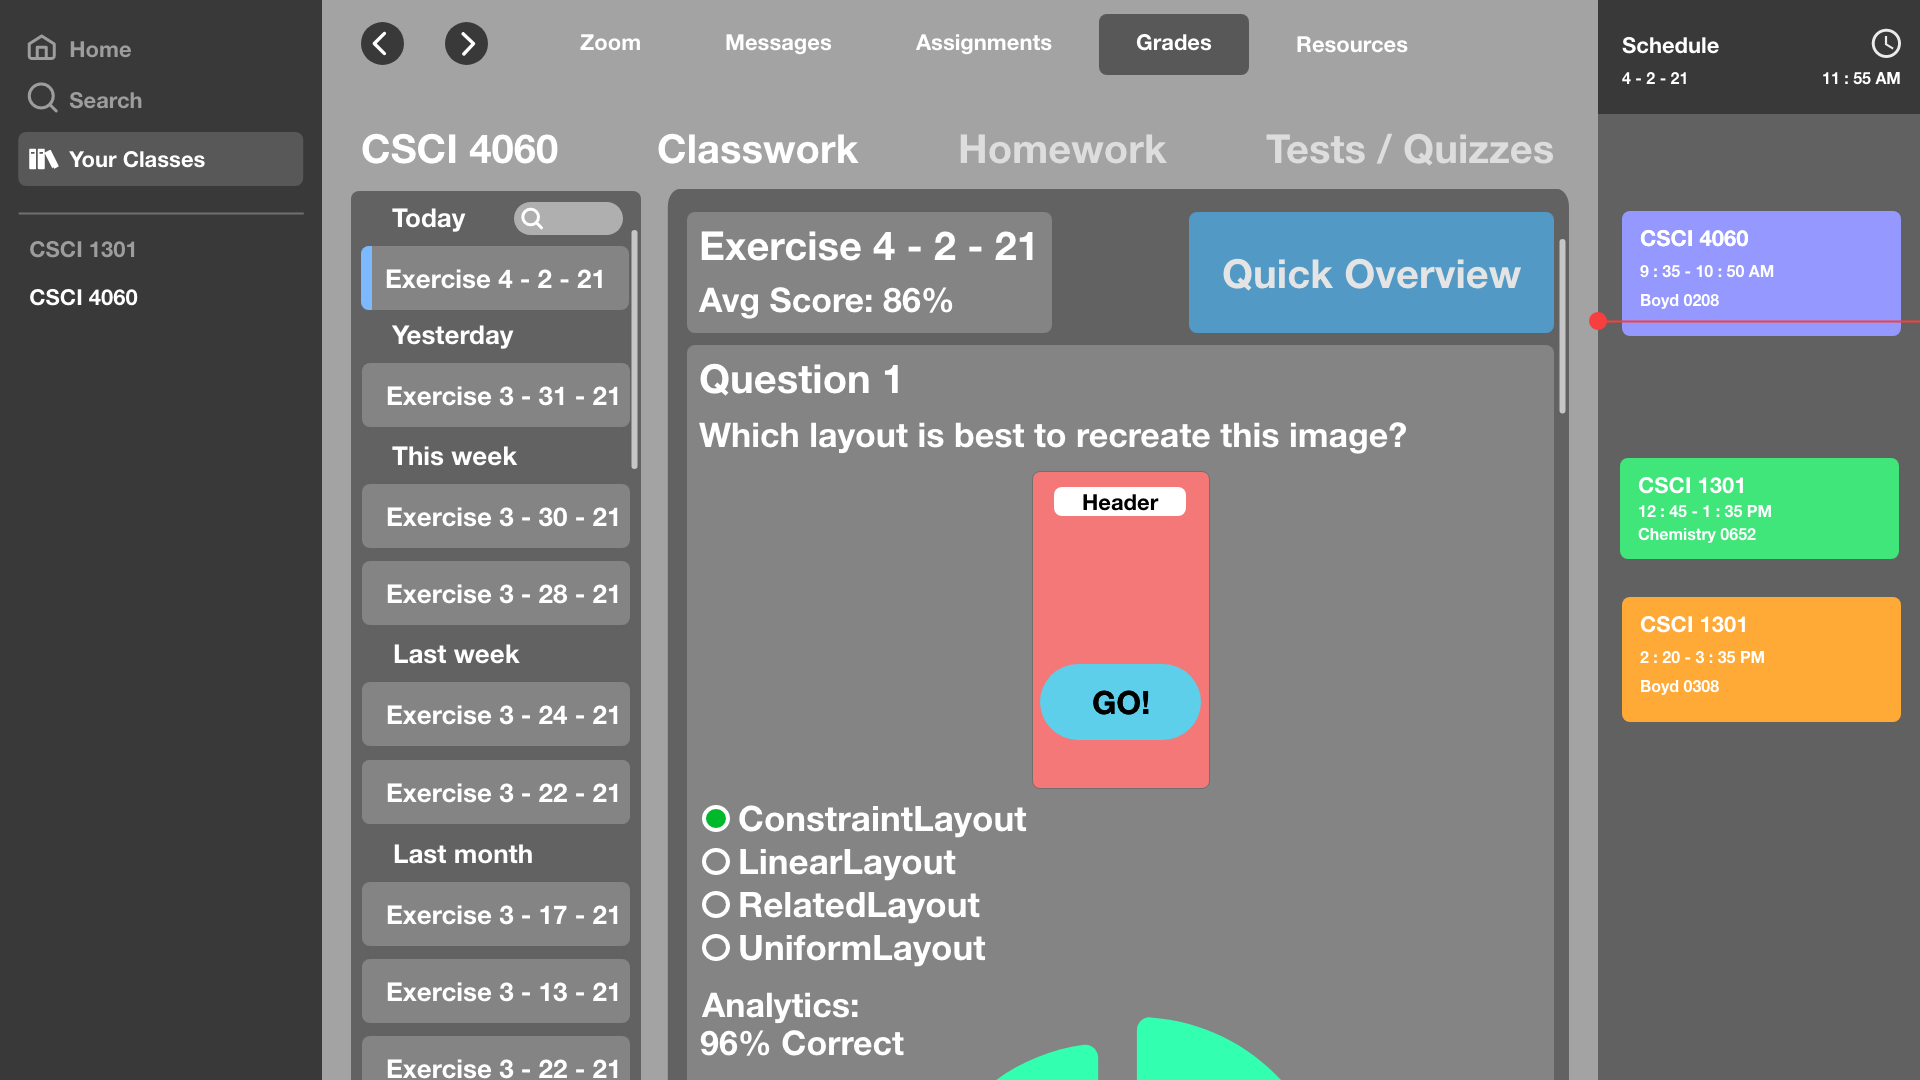 Home
Search
Your Classes
CSCI 1301
CSCI 4060
Zoom
Messages
Assignments
Grades
Resources
CSCI 4060
Classwork
Homework
Tests / Quizzes
Today
Exercise 4 - 2 - 21
Yesterday
Exercise 3 - 31 - 21
This week
Exercise 3 - 30 - 21
Exercise 3 - 28 - 21
Last week
Exercise 3 - 24 - 21
Exercise 3 - 22 - 21
Last month
Exercise 3 - 17 - 21
Exercise 3 - 13 - 21
Exercise 3 - 22 - 21
Exercise 4 - 2 - 21
Avg Score: 86%
Quick Overview
Question 1
Which layout is best to recreate this image?
Header
GO!
ConstraintLayout
LinearLayout
RelatedLayout
UniformLayout
Analytics:
96% Correct
Schedule
4 - 2 - 21
11 : 55 AM
CSCI 4060
9 : 35 - 10 : 50 AM
Boyd 0208
CSCI 1301
12 : 45 - 1 : 35 PM
Chemistry 0652
CSCI 1301
2 : 20 - 3 : 35 PM
Boyd 0308